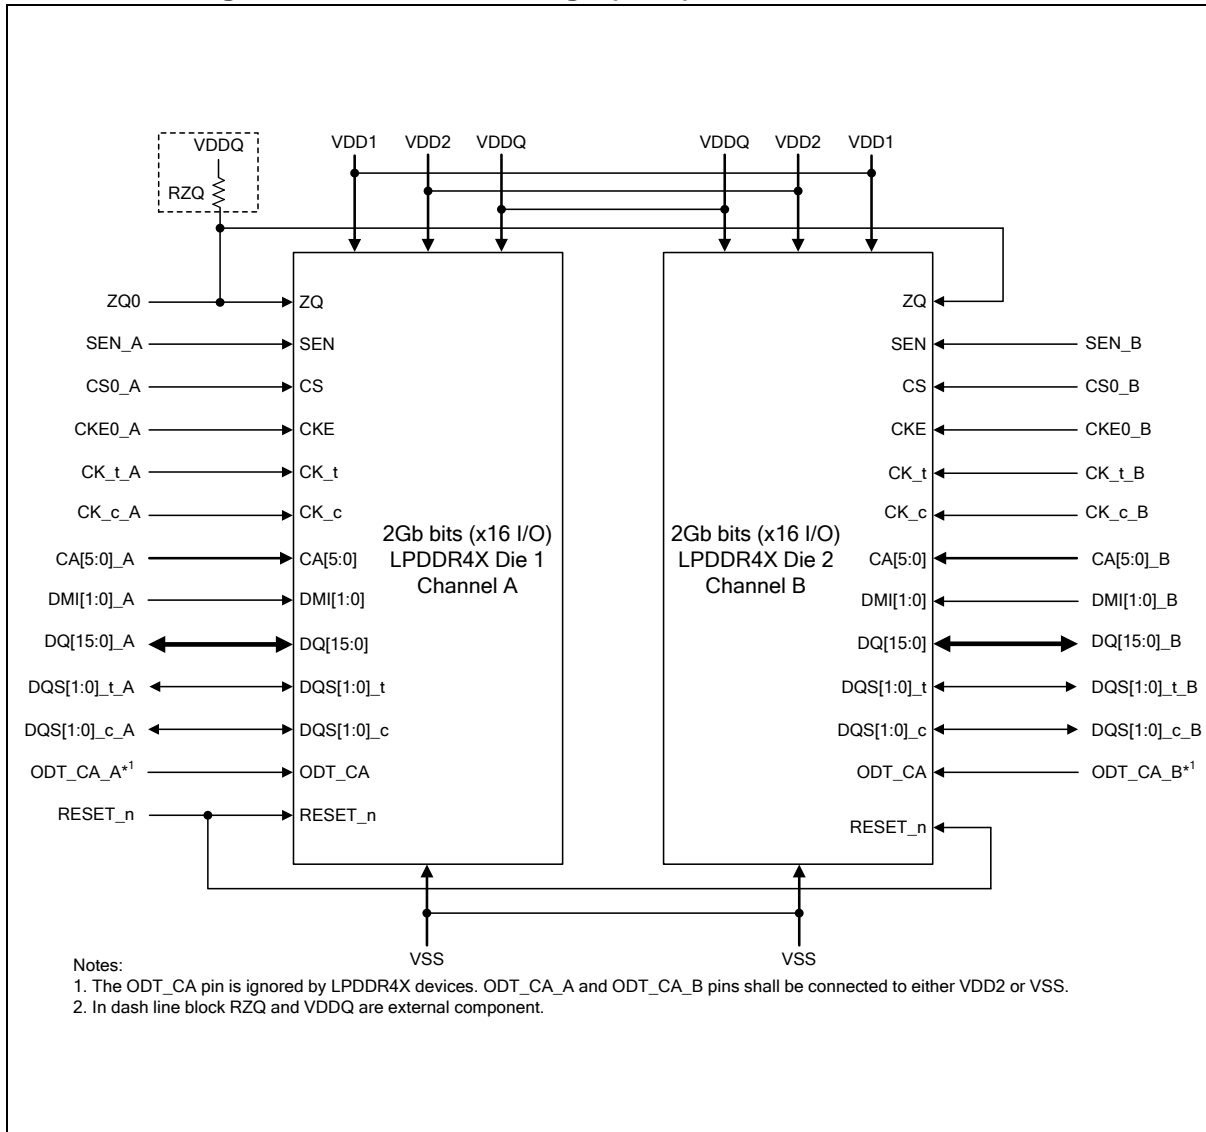 VDDQ
RZQ
VDD1 VDD2 VDDQ
VDDQ VDD2 VDD1
ZQ0 ZQ
ZQ
SEN_A SEN
SEN SEN_B
CS0_A CS
CS CS0_B
CKE0_A CKE
CKE CKE0_B
CK_t_A CK_t
CK_t CK_t_B
CK_c_A CK_c
CK_c CK_c_B
2Gb bits (x16 I/O)
LPDDR4X Die 1
Channel A
2Gb bits (x16 I/O)
LPDDR4X Die 2
Channel B
CA[5:0]_A CA[5:0]
CA[5:0] CA[5:0]_B
DMI[1:0]_A DMI[1:0]
DMI[1:0] DMI[1:0]_B
DQ[15:0]_A DQ[15:0]
DQ[15:0] DQ[15:0]_B
DQS[1:0]_t_A DQS[1:0]_t
DQS[1:0]_t DQS[1:0]_t_B
DQS[1:0]_c_A DQS[1:0]_c
DQS[1:0]_c DQS[1:0]_c_B
ODT_CA_A*1 ODT_CA
ODT_CA ODT_CA_B*1
RESET_n RESET_n
RESET_n
VSS VSS
Notes:
1. The ODT_CA pin is ignored by LPDDR4X devices. ODT_CA_A and ODT_CA_B pins shall be connected to either VDD2 or VSS.
2. In dash line block RZQ and VDDQ are external component.